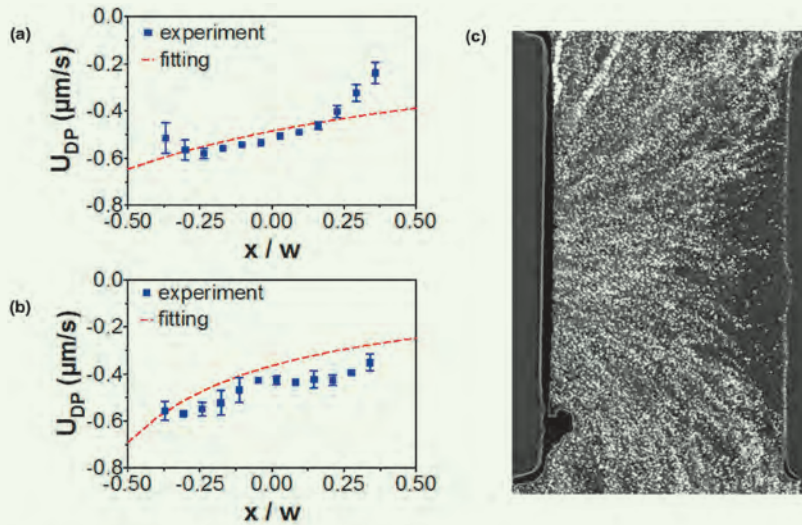 (a)
0.0
-0.2
-0.4
-0.6
-0.8
U_DP (µm/s)
experiment
fitting
-0.50 -0.25 0.00 0.25 0.50
x / w
(b)
0.0
-0.2
-0.4
-0.6
-0.8
U_DP (µm/s)
experiment
fitting
-0.50 -0.25 0.00 0.25 0.50
x / w
(c)